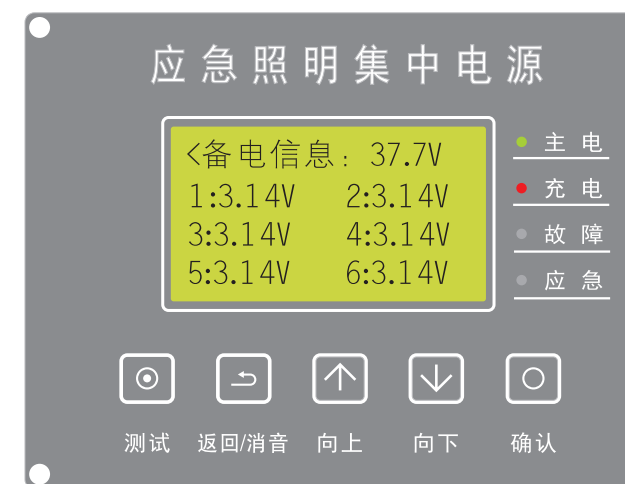 应急照明集中电源
<备电信息: 37.7V
1:3.14V 2:3.14V
3:3.14V 4:3.14V
5:3.14V 6:3.14V
主电
充电
故障
应急
测试 返回/消音 向上 向下 确认